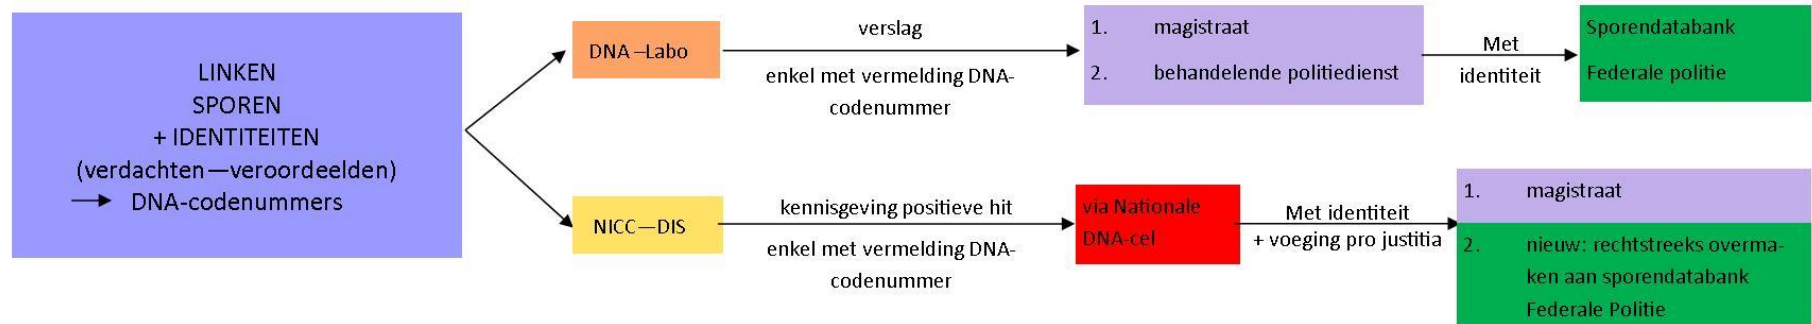 LINKEN
SPOREN
+ IDENTITEITEN
(verdachten—veroordeelden)
→ DNA-codenummers
DNA—Labo
verslag
enkel met vermelding DNA-
codenummer
1. magistraat
2. behandelende politiedienst
Met
identiteit
Sporendatabank
Federale politie
NICC—DIS
kennisgeving positieve hit
enkel met vermelding DNA-
codenummer
via Nationale
DNA-cel
Met identiteit
+ voeging pro justitia
1. magistraat
2. nieuw: rechtstreeks overma-
ken aan sporendatabank
Federale Politie